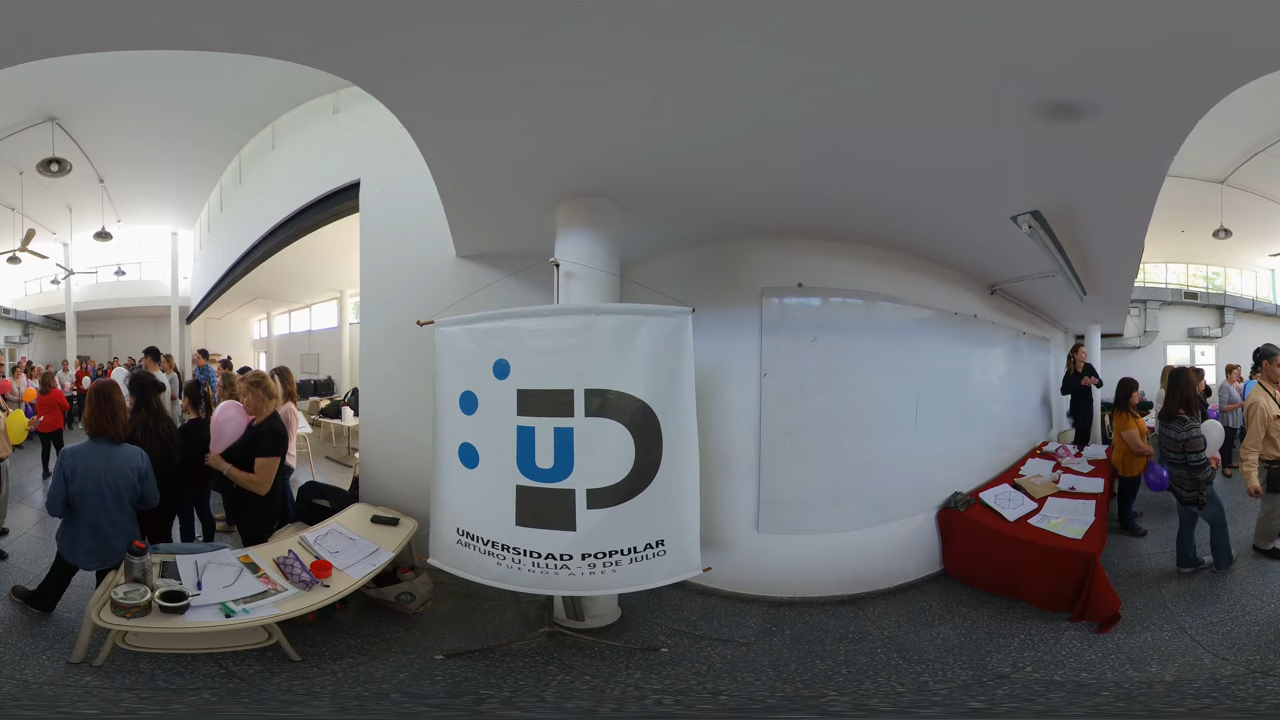 UP
UNIVERSIDAD POPULAR
ARTURO U. ILLIA - 9 DE JULIO
BUENOS AIRES